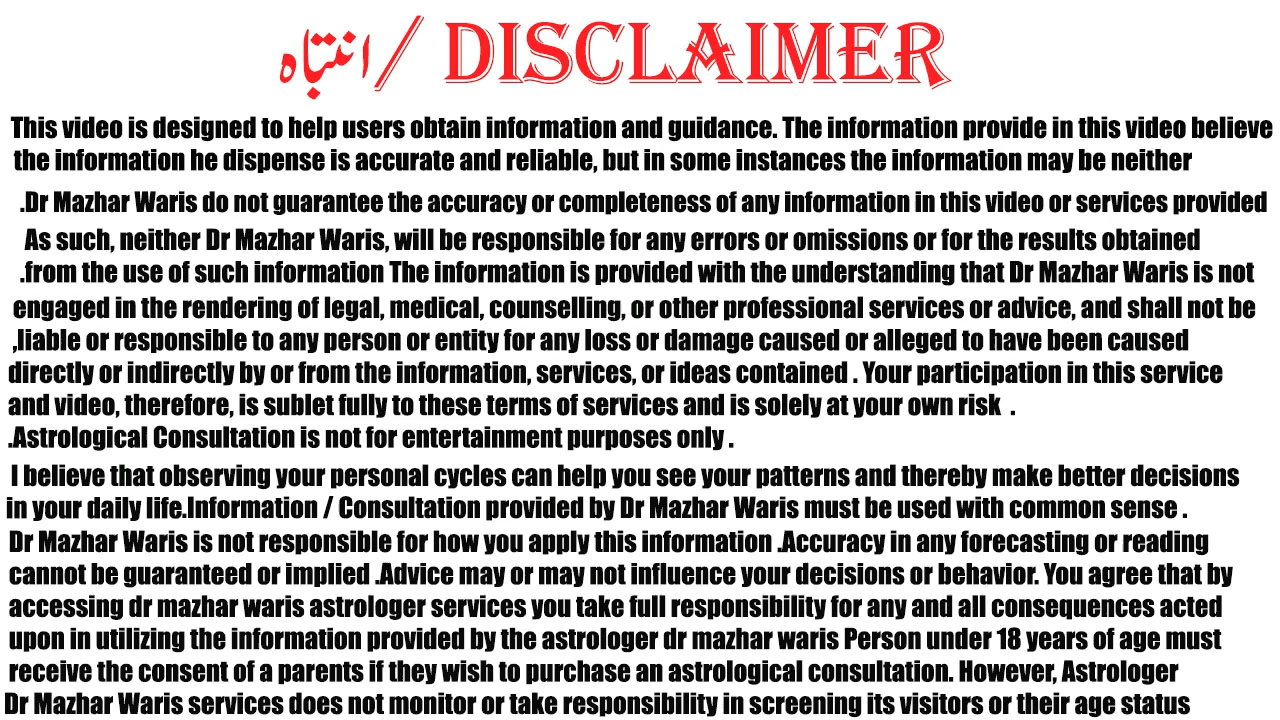 انتباہ / DISCLAIMER
This video is designed to help users obtain information and guidance. The information provide in this video believe
the information he dispense is accurate and reliable, but in some instances the information may be neither
.Dr Mazhar Waris do not guarantee the accuracy or completeness of any information in this video or services provided
As such, neither Dr Mazhar Waris, will be responsible for any errors or omissions or for the results obtained
.from the use of such information The information is provided with the understanding that Dr Mazhar Waris is not
engaged in the rendering of legal, medical, counselling, or other professional services or advice, and shall not be
,liable or responsible to any person or entity for any loss or damage caused or alleged to have been caused
directly or indirectly by or from the information, services, or ideas contained . Your participation in this service
and video, therefore, is sublet fully to these terms of services and is solely at your own risk .
.Astrological Consultation is not for entertainment purposes only .
I believe that observing your personal cycles can help you see your patterns and thereby make better decisions
in your daily life.Information / Consultation provided by Dr Mazhar Waris must be used with common sense .
Dr Mazhar Waris is not responsible for how you apply this information .Accuracy in any forecasting or reading
cannot be guaranteed or implied .Advice may or may not influence your decisions or behavior. You agree that by
accessing dr mazhar waris astrologer services you take full responsibility for any and all consequences acted
upon in utilizing the information provided by the astrologer dr mazhar waris Person under 18 years of age must
receive the consent of a parents if they wish to purchase an astrological consultation. However, Astrologer
Dr Mazhar Waris services does not monitor or take responsibility in screening its visitors or their age status